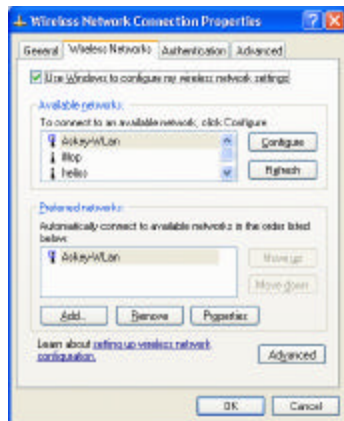 Wireless Network Connection Properties
General Wireless Networks Authentication Advanced
Use Windows to configure my wireless network settings
Available networks:
To connect to an available network, click Configure
Askey-WLan
Configure
Refresh
Preferred networks:
Automatically connect to available networks in the order listed
below:
Askey-WLan
Move up
Move down
Add... Remove Properties
Learn about setting up wireless network
configuration.
Advanced
OK Cancel